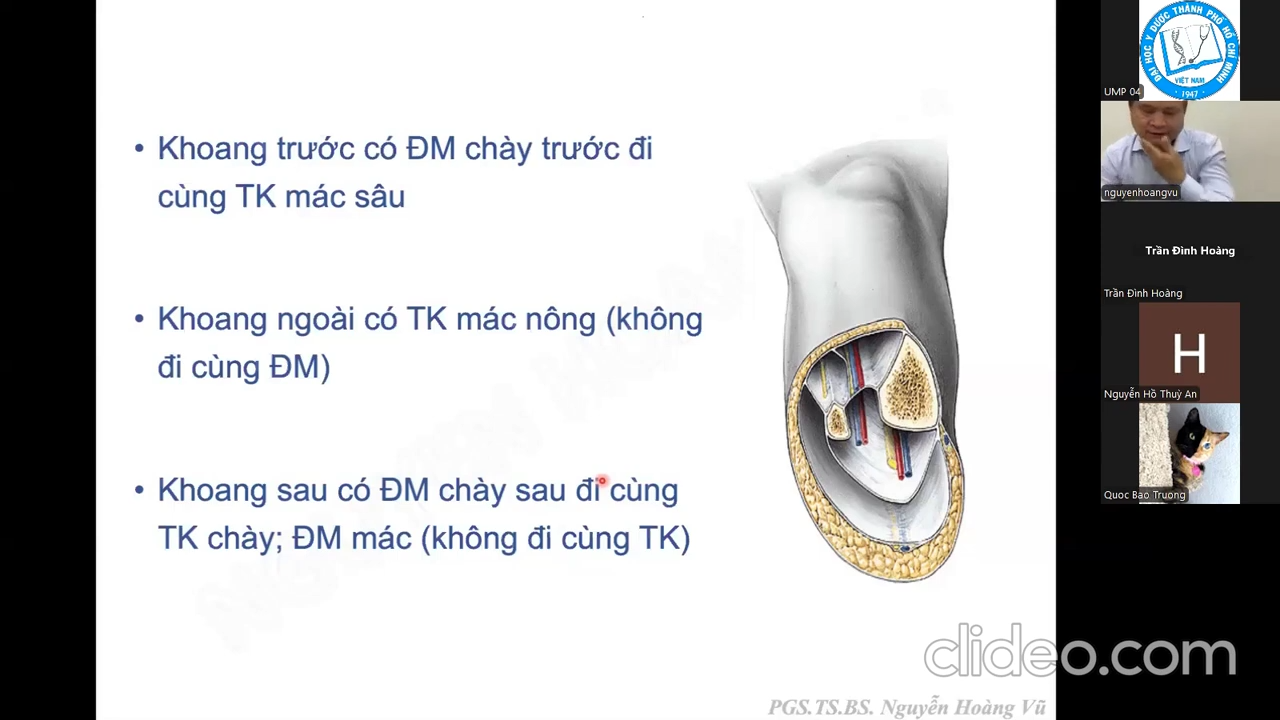 • Khoang trước có ĐM chày trước đi
cùng TK mác sâu
• Khoang ngoài có TK mác nông (không
đi cùng ĐM)
• Khoang sau có ĐM chày sau đi cùng
TK chày; ĐM mác (không đi cùng TK)
PGS.TS.BS. Nguyễn Hoàng Vũ
ĐẠI HỌC Y DƯỢC THÀNH PHỐ HỒ CHÍ MINH
VIỆT NAM
1947
UMP 04
nguyenhoangvu
Trần Đình Hoàng
Trần Đình Hoàng
H
Nguyễn Hồ Thuỳ An
Quoc Bao Truong
clideo.com